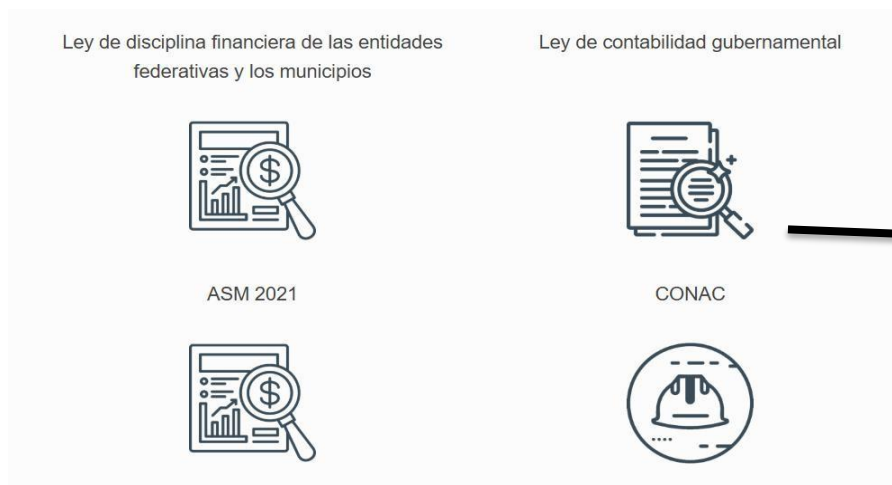 Ley de disciplina financiera de las entidades
federativas y los municipios
Ley de contabilidad gubernamental
$
ASM 2021
CONAC
$